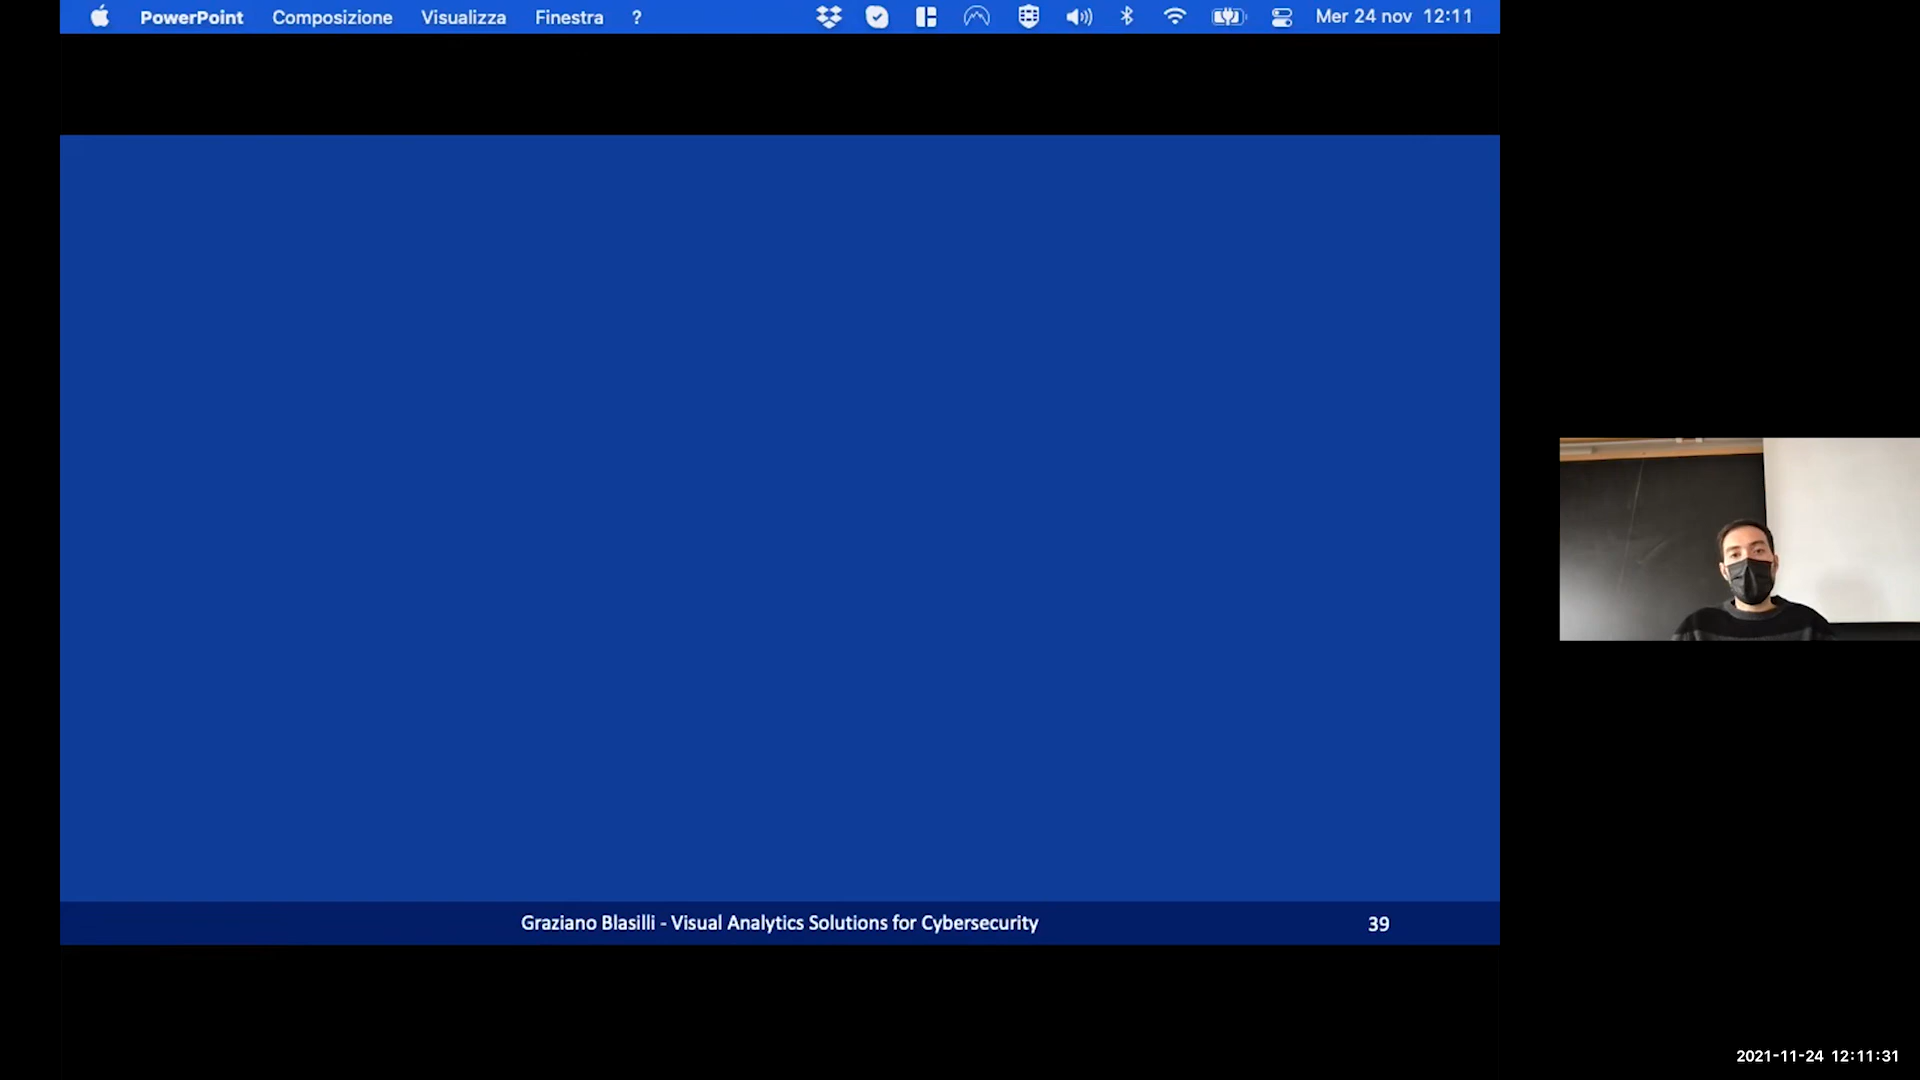 PowerPoint Composizione Visualizza Finestra ? Mer 24 nov 12:11
Graziano Blasilli - Visual Analytics Solutions for Cybersecurity 39
2021-11-24 12:11:31